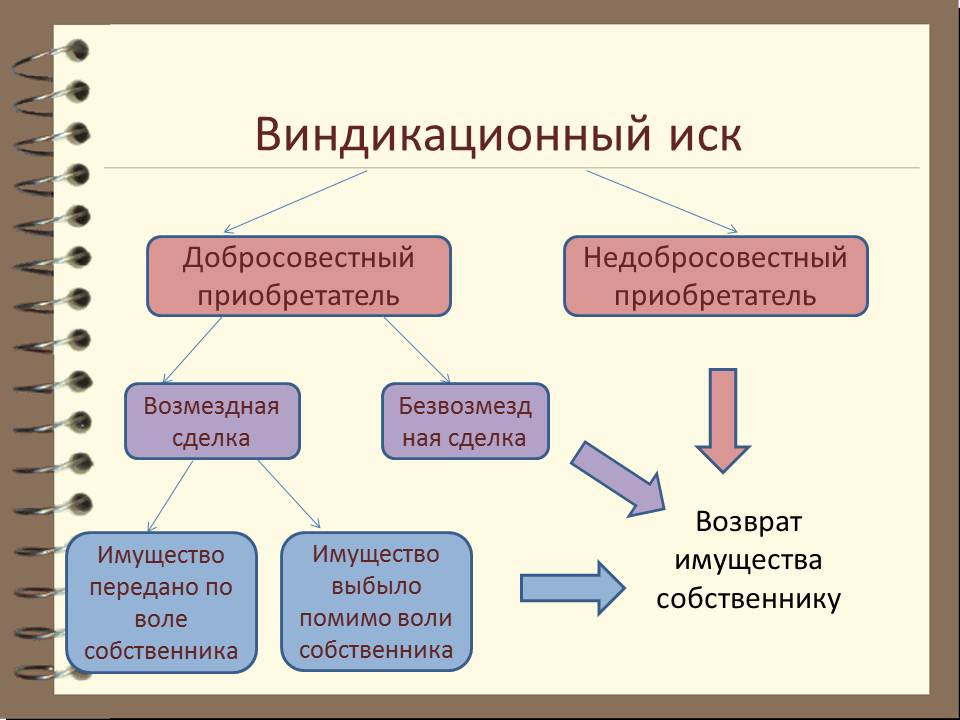 Виндикационный иск
Добросовестный
приобретатель
Недобросовестный
приобретатель
Возмездная
сделка
Безвозмезд
ная сделка
Имущество
передано по
воле
собственника
Имущество
выбыло
помимо воли
собственника
Возврат
имущества
собственнику